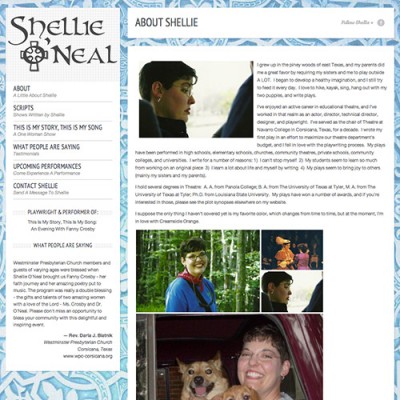 Shellie
O'Neal
ABOUT
A Little About Shellie
SCRIPTS
Shows Written by Shellie
THIS IS MY STORY, THIS IS MY SONG
A One Woman Show
WHAT PEOPLE ARE SAYING
Testimonials
UPCOMING PERFORMANCES
Come Experience A Performance
CONTACT SHELLIE
Send A Message To Shellie
PLAYWRIGHT & PERFORMER OF:
This Is My Story, This Is My Song:
An Evening With Fanny Crosby
WHAT PEOPLE ARE SAYING
Westminster Presbyterian Church members and
guests of varying ages were blessed when
Shellie O'Neal brought us Fanny Crosby - her
faith journey and her amazing poetry put to
music. The program was a double blessing
- the gifts and talents of two amazing women
with a love of the Lord - Ms. Crosby and Dr.
O'Neal. Please don't miss an opportunity to
bless your community with this delightful and
inspiring event.
— Rev. Darla J. Blatnik
Westminster Presbyterian Church
Corsicana, Texas
www.wpc-corsicana.org
ABOUT SHELLIE
Follow Shellie »
I grew up in the piney woods of east Texas, and my parents did
me a great favor by requiring my sisters and me to play outside
A LOT. I began to develop a healthy imagination, and I still try
to feed it every day. I love to hike, kayak, sing, hang out with my
two puppies, and write plays.
I've enjoyed an active career in educational theatre, and I've
worked in that realm as an actor, director, technical director,
designer, and playwright. I've served as the chair of Theatre at
Navarro College in Corsicana, Texas, for a decade. I wrote my
first play in an effort to maximize our theatre department's
budget, and I fell in love with the playwriting process. My plays
have been performed in high schools, elementary schools, churches, community theatres, private schools, community
colleges, and universities. I write for a number of reasons: 1) I can't stop myself. 2) My students seem to learn so much
from working on an original piece. 3) I learn a lot about life and myself by writing. 4) My plays seem to bring joy to others
(mainly my sisters and my parents).
I hold several degrees in Theatre: A. A. from Panola College; B. A. from The University of Texas at Tyler; M. A. from The
University of Texas at Tyler; Ph.D. from Louisiana State University. My plays have won a number of awards, and if you're
interested in those, please see the plot synopses elsewhere on my website.
I suppose the only thing I haven't covered yet is my favorite color, which changes from time to time, but at the moment, I'm
in love with Creamsicle Orange.